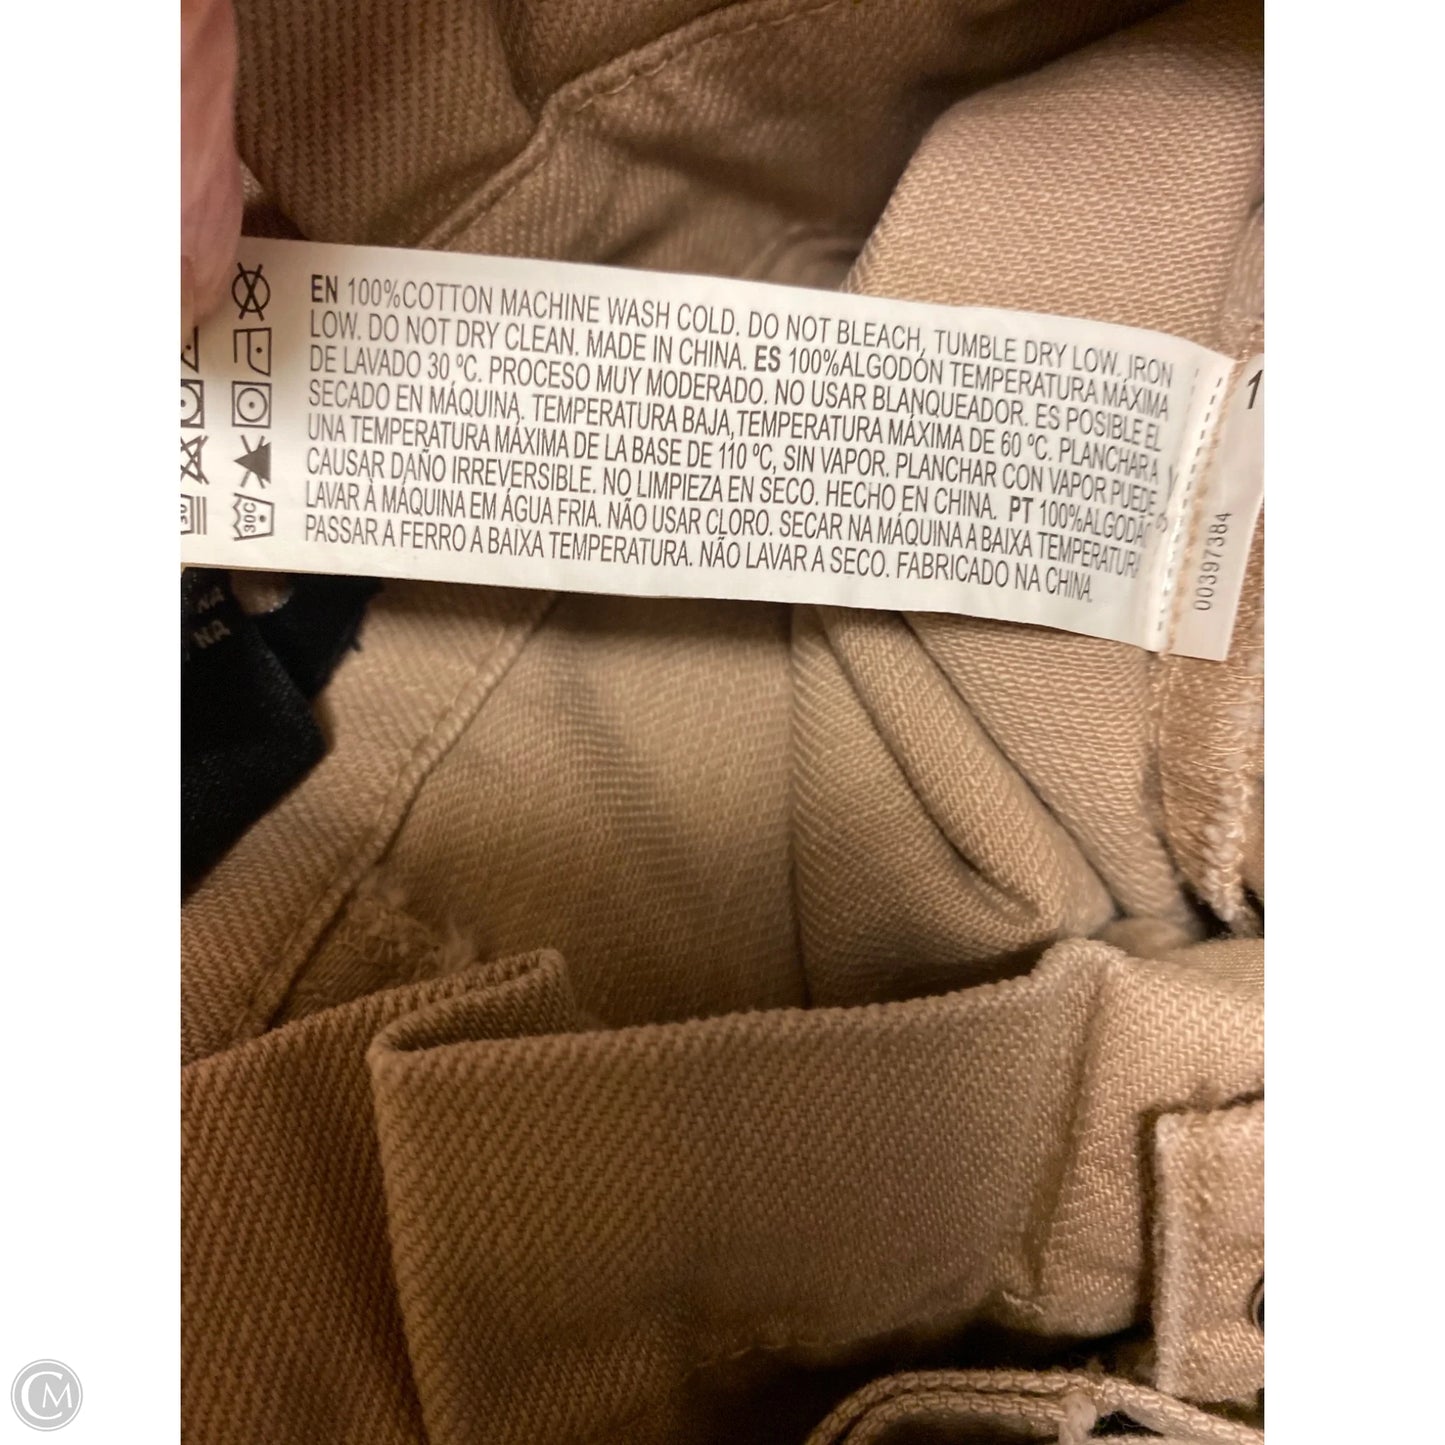 EN 100%COTTON MACHINE WASH COLD. DO NOT BLEACH, TUMBLE DRY LOW. IRON
LOW. DO NOT DRY CLEAN. MADE IN CHINA. ES 100%ALGODÓN TEMPERATURA MÁXIMA
DE LAVADO 30 ºC. PROCESO MUY MODERADO. NO USAR BLANQUEADOR. ES POSIBLE EL
SECADO EN MÁQUINA. TEMPERATURA BAJA, TEMPERATURA MÁXIMA DE 60 ºC. PLANCHAR A
UNA TEMPERATURA MÁXIMA DE LA BASE DE 110 ºC, SIN VAPOR. PLANCHAR CON VAPOR PUEDE
CAUSAR DAÑO IRREVERSIBLE. NO LIMPIEZA EN SECO. HECHO EN CHINA. PT 100%ALGODÃO
LAVAR À MÁQUINA EM ÁGUA FRIA. NÃO USAR CLORO. SECAR NA MÁQUINA A BAIXA TEMPERATURA
PASSAR A FERRO A BAIXA TEMPERATURA. NÃO LAVAR A SECO. FABRICADO NA CHINA.
00397384
1
30C
30
NA
NA
CM